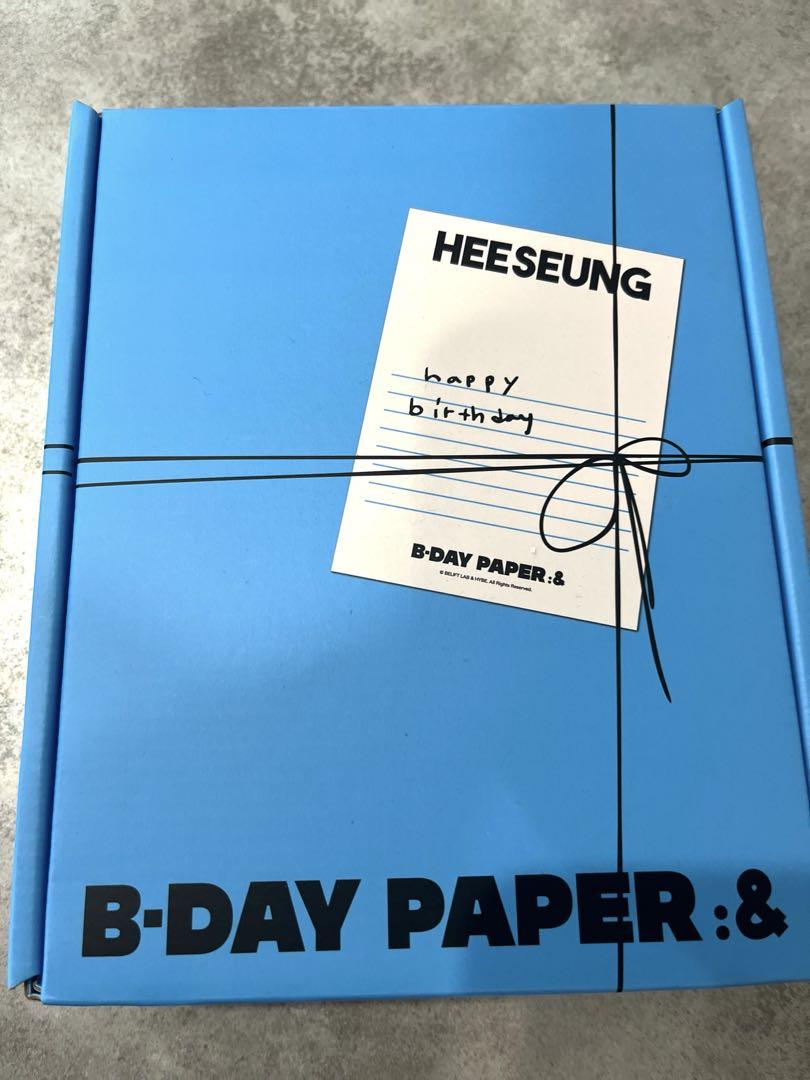 HEESEUNG
happy
birthday
B·DAY PAPER:&
© BELIFT LAB & HYBE. All Rights Reserved.
B·DAY PAPER:&